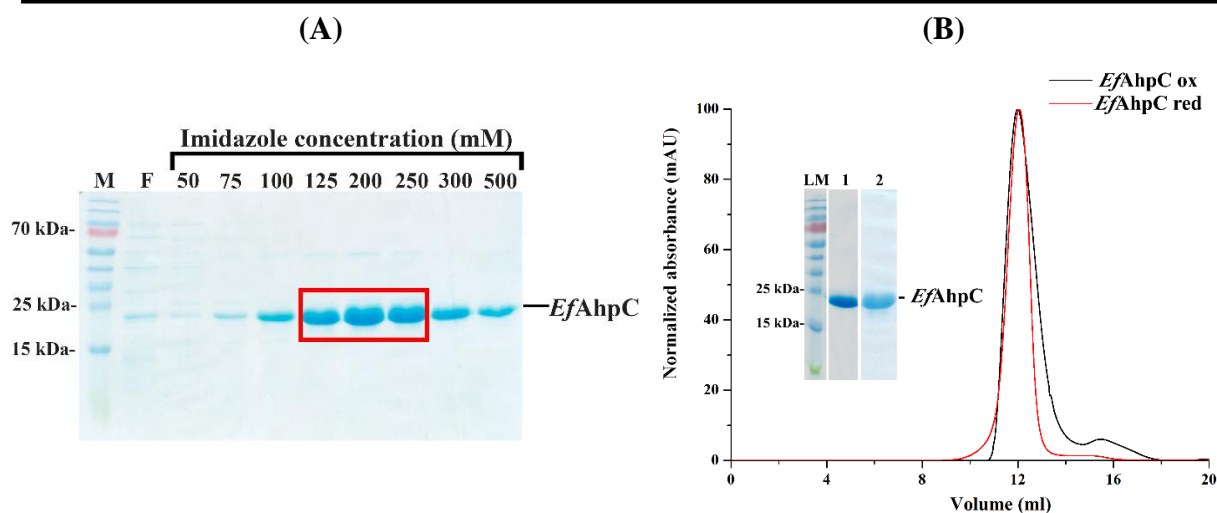 (A)
Imidazole concentration (mM)
M F 50 75 100 125 200 250 300 500
70 kDa-
25 kDa-
EfAhpC
15 kDa-
(B)
EfAhpC ox
EfAhpC red
Normalized absorbance (mAU)
100
80
60
40
20
0
LM 1 2
25 kDa-
- EfAhpC
15 kDa-
0 4 8 12 16 20
Volume (ml)